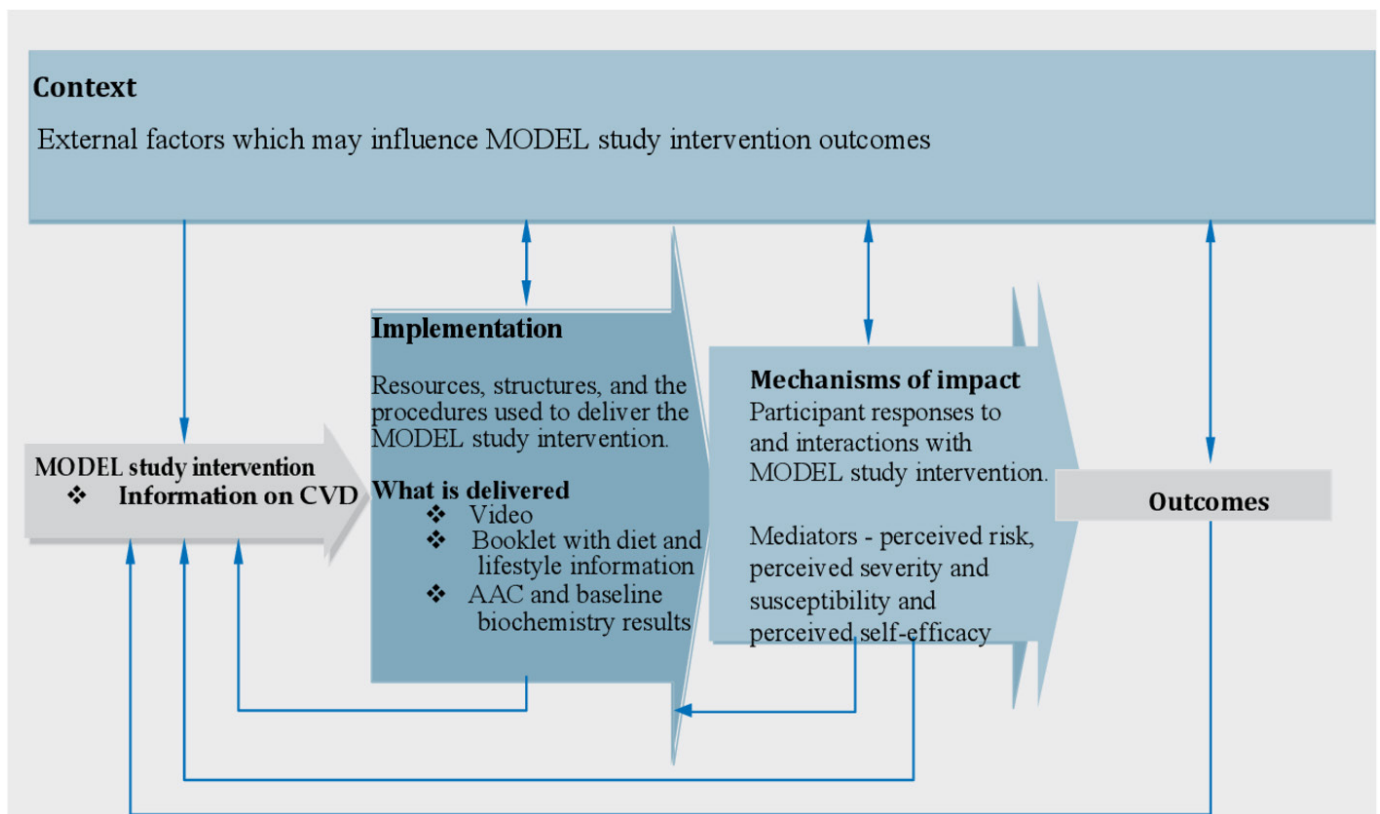 Context
External factors which may influence MODEL study intervention outcomes
MODEL study intervention
❖ Information on CVD
Implementation
Resources, structures, and the
procedures used to deliver the
MODEL study intervention.
What is delivered
❖ Video
❖ Booklet with diet and
lifestyle information
❖ AAC and baseline
biochemistry results
Mechanisms of impact
Participant responses to
and interactions with
MODEL study intervention.
Mediators - perceived risk,
perceived severity and
susceptibility and
perceived self-efficacy
Outcomes